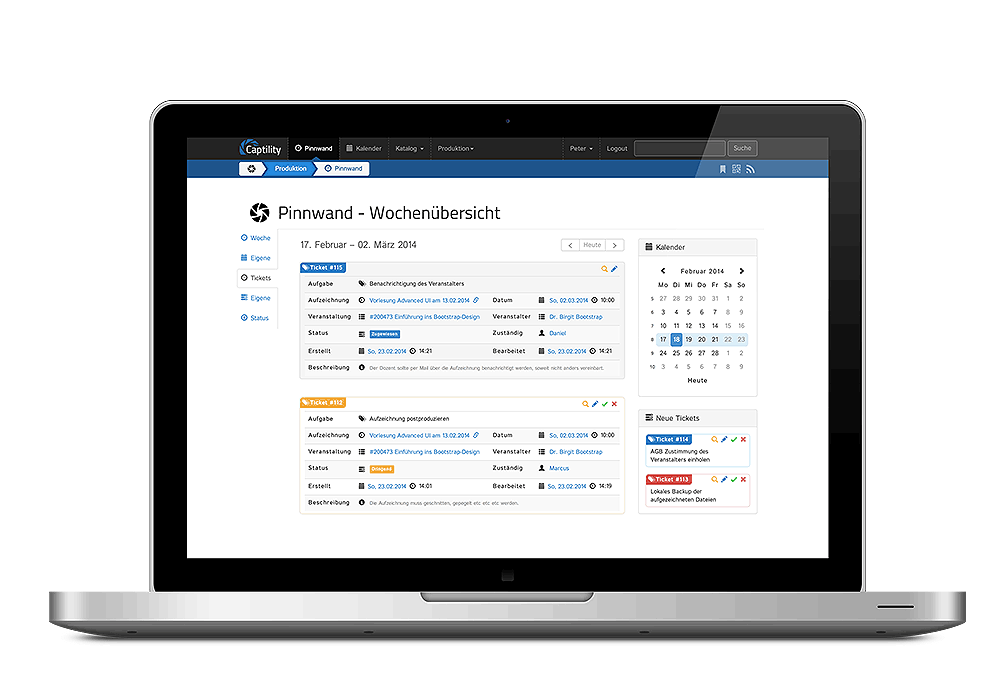 Captility Pinnwand Kalender Katalog Produktion Peter Logout Suche
Produktion Pinnwand
Pinnwand - Wochenübersicht
Woche
Eigene
Tickets
Eigene
Status
17. Februar – 02. März 2014 Heute
Ticket #115
Aufgabe Benachrichtigung des Veranstalters
Aufzeichnung Vorlesung Advanced UI am 13.02.2014 Datum So, 02.03.2014 10:00
Veranstaltung #200473 Einführung ins Bootstrap-Design Veranstalter Dr. Birgit Bootstrap
Status Zugewiesen Zuständig Daniel
Erstellt So, 23.02.2014 14:21 Bearbeitet So, 23.02.2014 14:21
Beschreibung Der Dozent sollte per Mail über die Aufzeichnung benachrichtigt werden, soweit nicht anders vereinbart.
Ticket #112
Aufgabe Aufzeichnung postproduzieren
Aufzeichnung Vorlesung Advanced UI am 13.02.2014 Datum So, 02.03.2014 10:00
Veranstaltung #200473 Einführung ins Bootstrap-Design Veranstalter Dr. Birgit Bootstrap
Status Dringend Zuständig Marcus
Erstellt So, 23.02.2014 14:01 Bearbeitet So, 23.02.2014 14:19
Beschreibung Die Aufzeichnung muss geschnitten, gepegelt etc etc etc werden.
Kalender
Februar 2014
Mo Di Mi Do Fr Sa So
5 27 28 29 30 31 1 2
6 3 4 5 6 7 8 9
7 10 11 12 13 14 15 16
8 17 18 19 20 21 22 23
9 24 25 26 27 28 1 2
10 3 4 5 6 7 8 9
Heute
Neue Tickets
Ticket #114
AGB Zustimmung des
Veranstalters einholen
Ticket #113
Lokales Backup der
aufgezeichneten Dateien